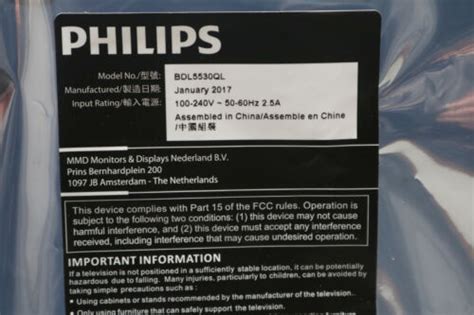 PHILIPS
Model No./型號: BDL5530QL
Manufactured/製造日期: January 2017
Input Rating/輸入電源: 100-240V ~ 50-60Hz 2.5A
Assembled in China/Assemble en Chine
/中國組裝
MMD Monitors & Displays Nederland B.V.
Prins Bernhardplein 200
1097 JB Amsterdam - The Netherlands
This device complies with Part 15 of the FCC rules. Operation is
subject to the following two conditions: (1) this device may not cause
harmful interference, and (2) this device must accept any interference
received, including interference that may cause undesired operation.
IMPORTANT INFORMATION
If a television is not positioned in a sufficiently stable location, it can be potentially
hazardous due to falling. Many injuries, particularly to children, can be avoided by
taking simple precautions such as:
• Using cabinets or stands recommended by the manufacturer of the television.
• Only using furniture that can safely support the television.